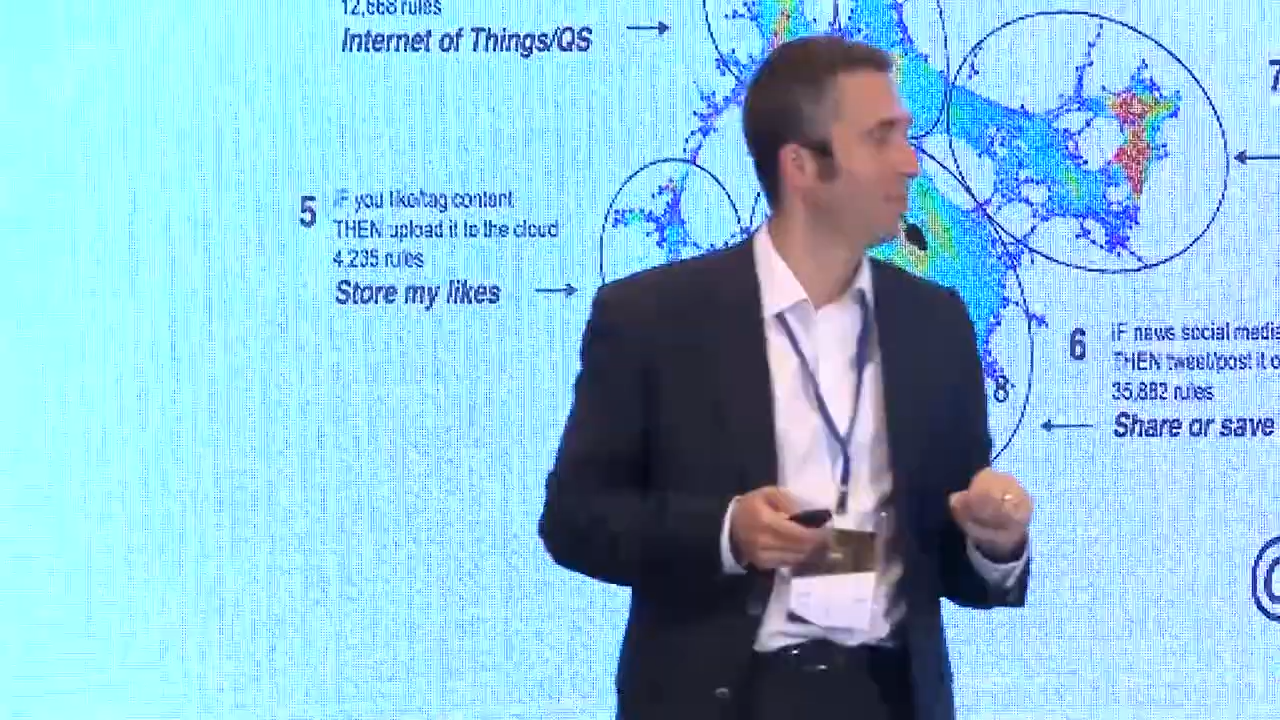 12,668 rules
Internet of Things/QS
5
IF you like/tag content
THEN upload it to the cloud
4,235 rules
Store my likes
6
IF news social media
THEN tweet/post it
35,882 rules
Share or save
8